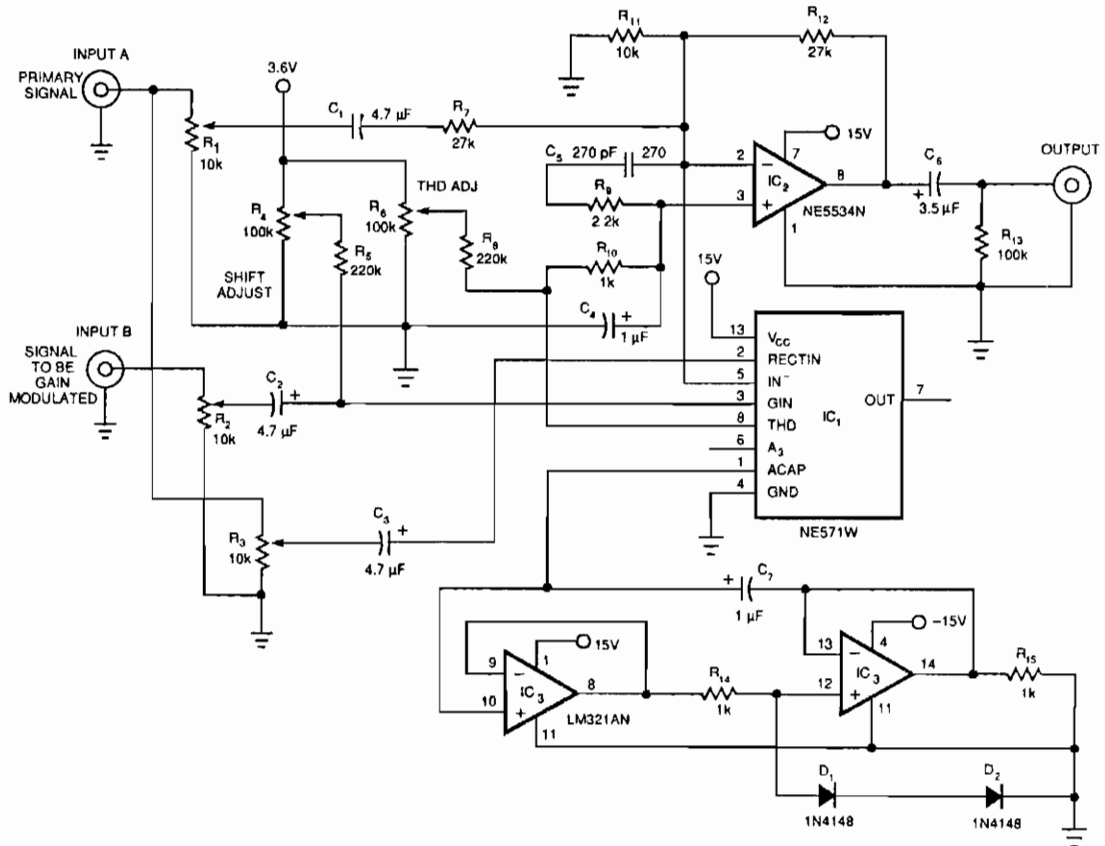 INPUT A
PRIMARY
SIGNAL
R1
10k
3.6V
C1
4.7 µF
R7
27k
R11
10k
R12
27k
C5
270 pF
270
R9
2.2k
R10
1k
C4
+
1 µF
THD ADJ
R4
100k
R5
220k
R6
100k
R8
220k
SHIFT
ADJUST
2
−
3
+
IC2
7
15V
8
1
NE5534N
C6
+
3.5 µF
R13
100k
OUTPUT
INPUT B
SIGNAL
TO BE
GAIN
MODULATED
R2
10k
C2
+
4.7 µF
R3
10k
C3
+
4.7 µF
15V
13 VCC
2 RECTIN
5 IN−
3 GIN
8 THD
6 A3
1 ACAP
4 GND
IC1
OUT
7
NE571W
+
C7
1 µF
9
−
10
+
IC3
1
15V
8
11
LM321AN
R14
1k
13
−
12
+
IC3
4
−15V
14
11
R15
1k
D1
1N4148
D2
1N4148